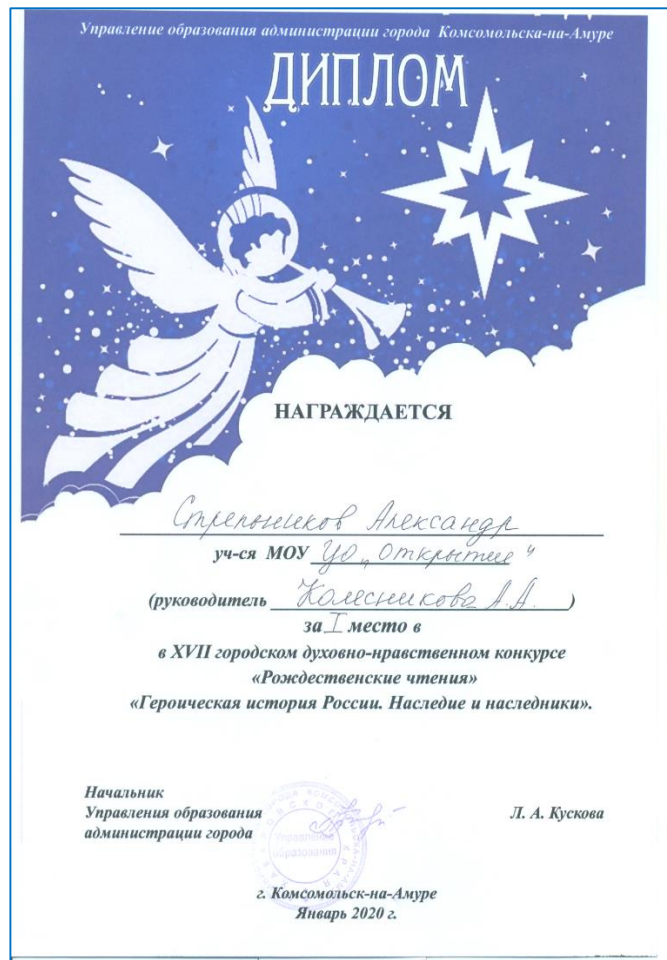 Управление образования администрации города Комсомольска-на-Амуре
ДИПЛОМ
НАГРАЖДАЕТСЯ
Стрельников Александр
уч-ся МОУ ЦО „Открытие"
(руководитель Колесникова А.А.)
за I место в
в XVII городском духовно-нравственном конкурсе
«Рождественские чтения»
«Героическая история России. Наследие и наследники».
Начальник
Управления образования
администрации города
Л. А. Кускова
Управление
образования
г. Комсомольск-на-Амуре
Январь 2020 г.